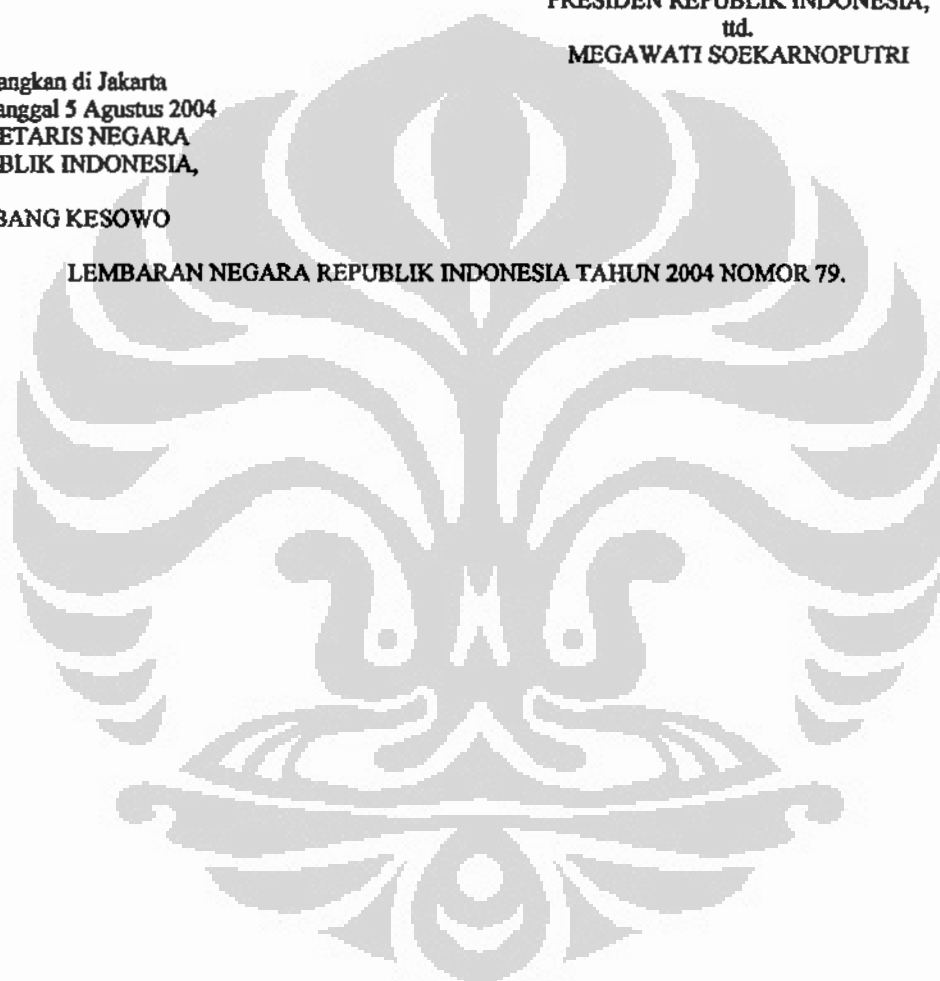 PRESIDEN REPUBLIK INDONESIA,
ttd.
MEGAWATI SOEKARNOPUTRI
angkan di Jakarta
anggal 5 Agustus 2004
ETARIS NEGARA
BLIK INDONESIA,
BANG KESOWO
LEMBARAN NEGARA REPUBLIK INDONESIA TAHUN 2004 NOMOR 79.